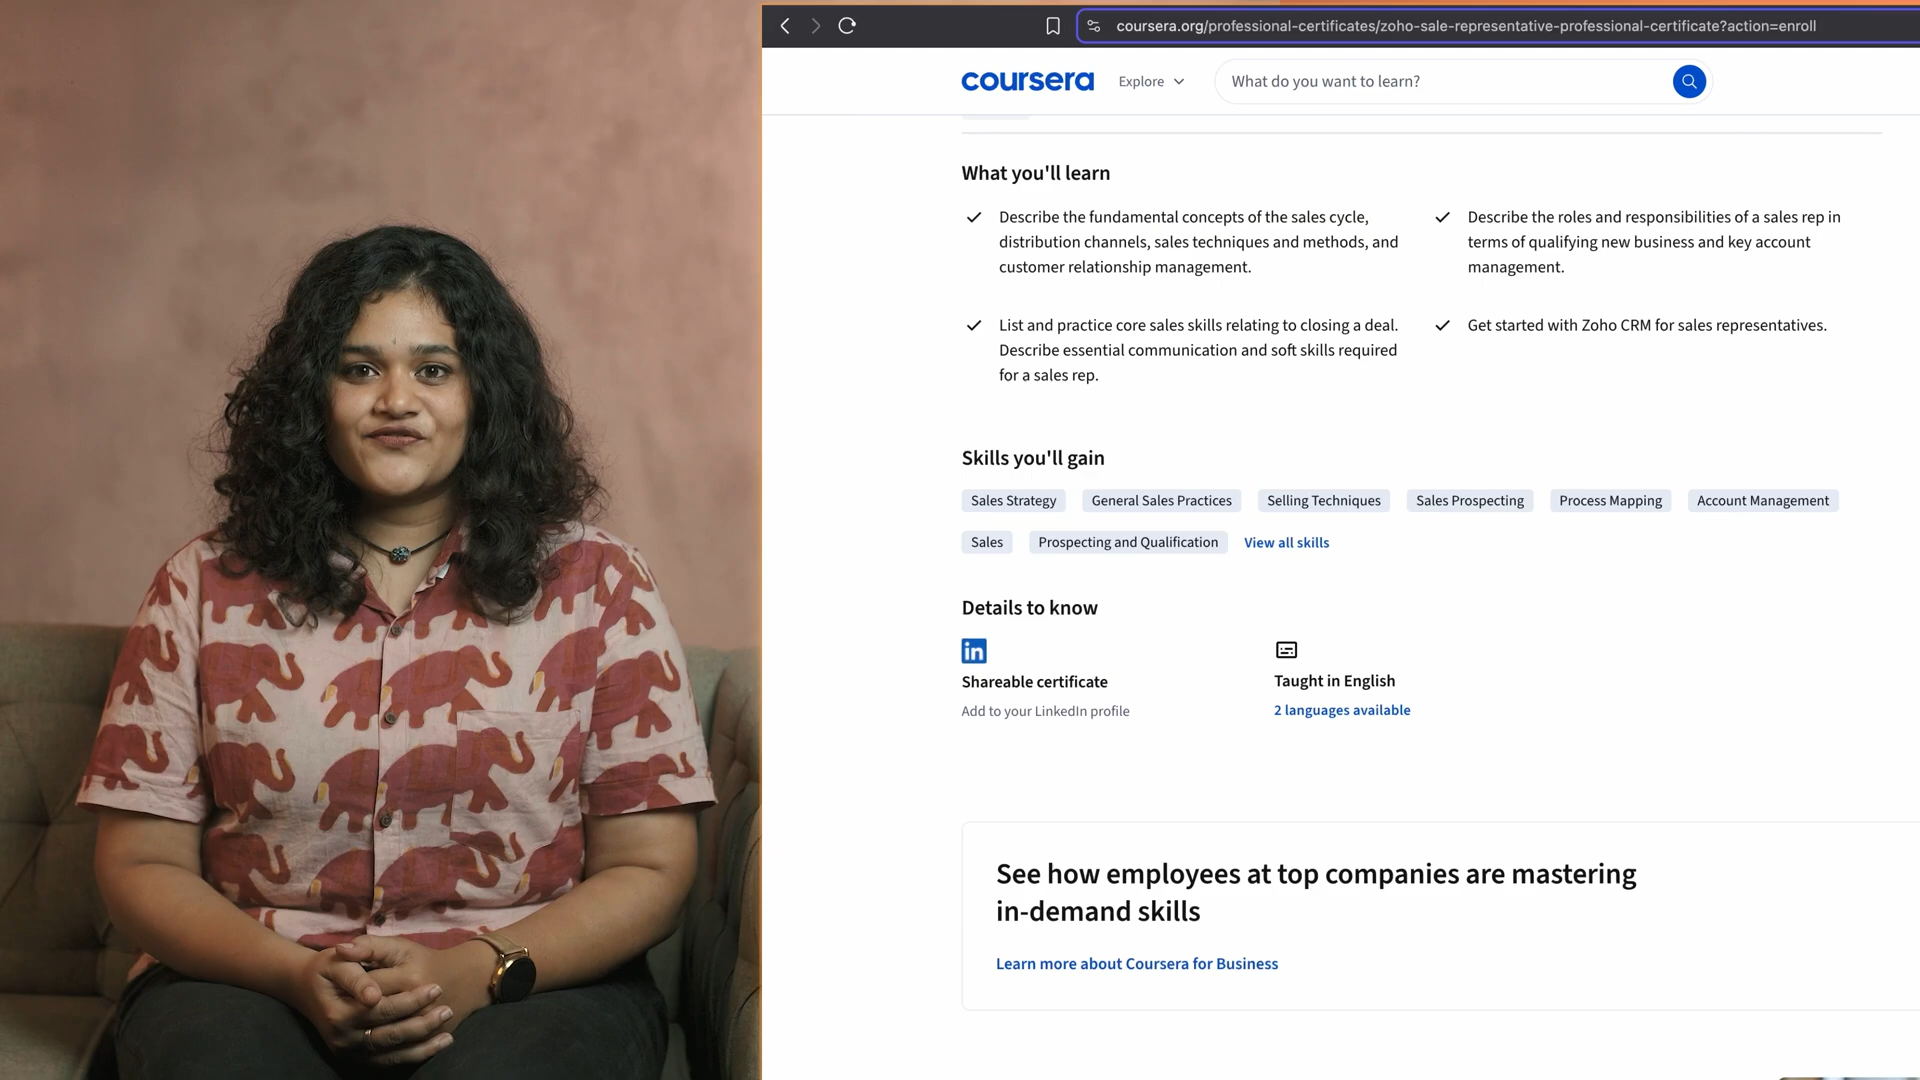 coursera.org/professional-certificates/zoho-sale-representative-professional-certificate?action=enroll
coursera
Explore
What do you want to learn?
What you'll learn
Describe the fundamental concepts of the sales cycle,
distribution channels, sales techniques and methods, and
customer relationship management.
Describe the roles and responsibilities of a sales rep in
terms of qualifying new business and key account
management.
List and practice core sales skills relating to closing a deal.
Describe essential communication and soft skills required
for a sales rep.
Get started with Zoho CRM for sales representatives.
Skills you'll gain
Sales Strategy General Sales Practices Selling Techniques Sales Prospecting Process Mapping Account Management
Sales Prospecting and Qualification View all skills
Details to know
in
Shareable certificate
Add to your LinkedIn profile
Taught in English
2 languages available
See how employees at top companies are mastering
in-demand skills
Learn more about Coursera for Business